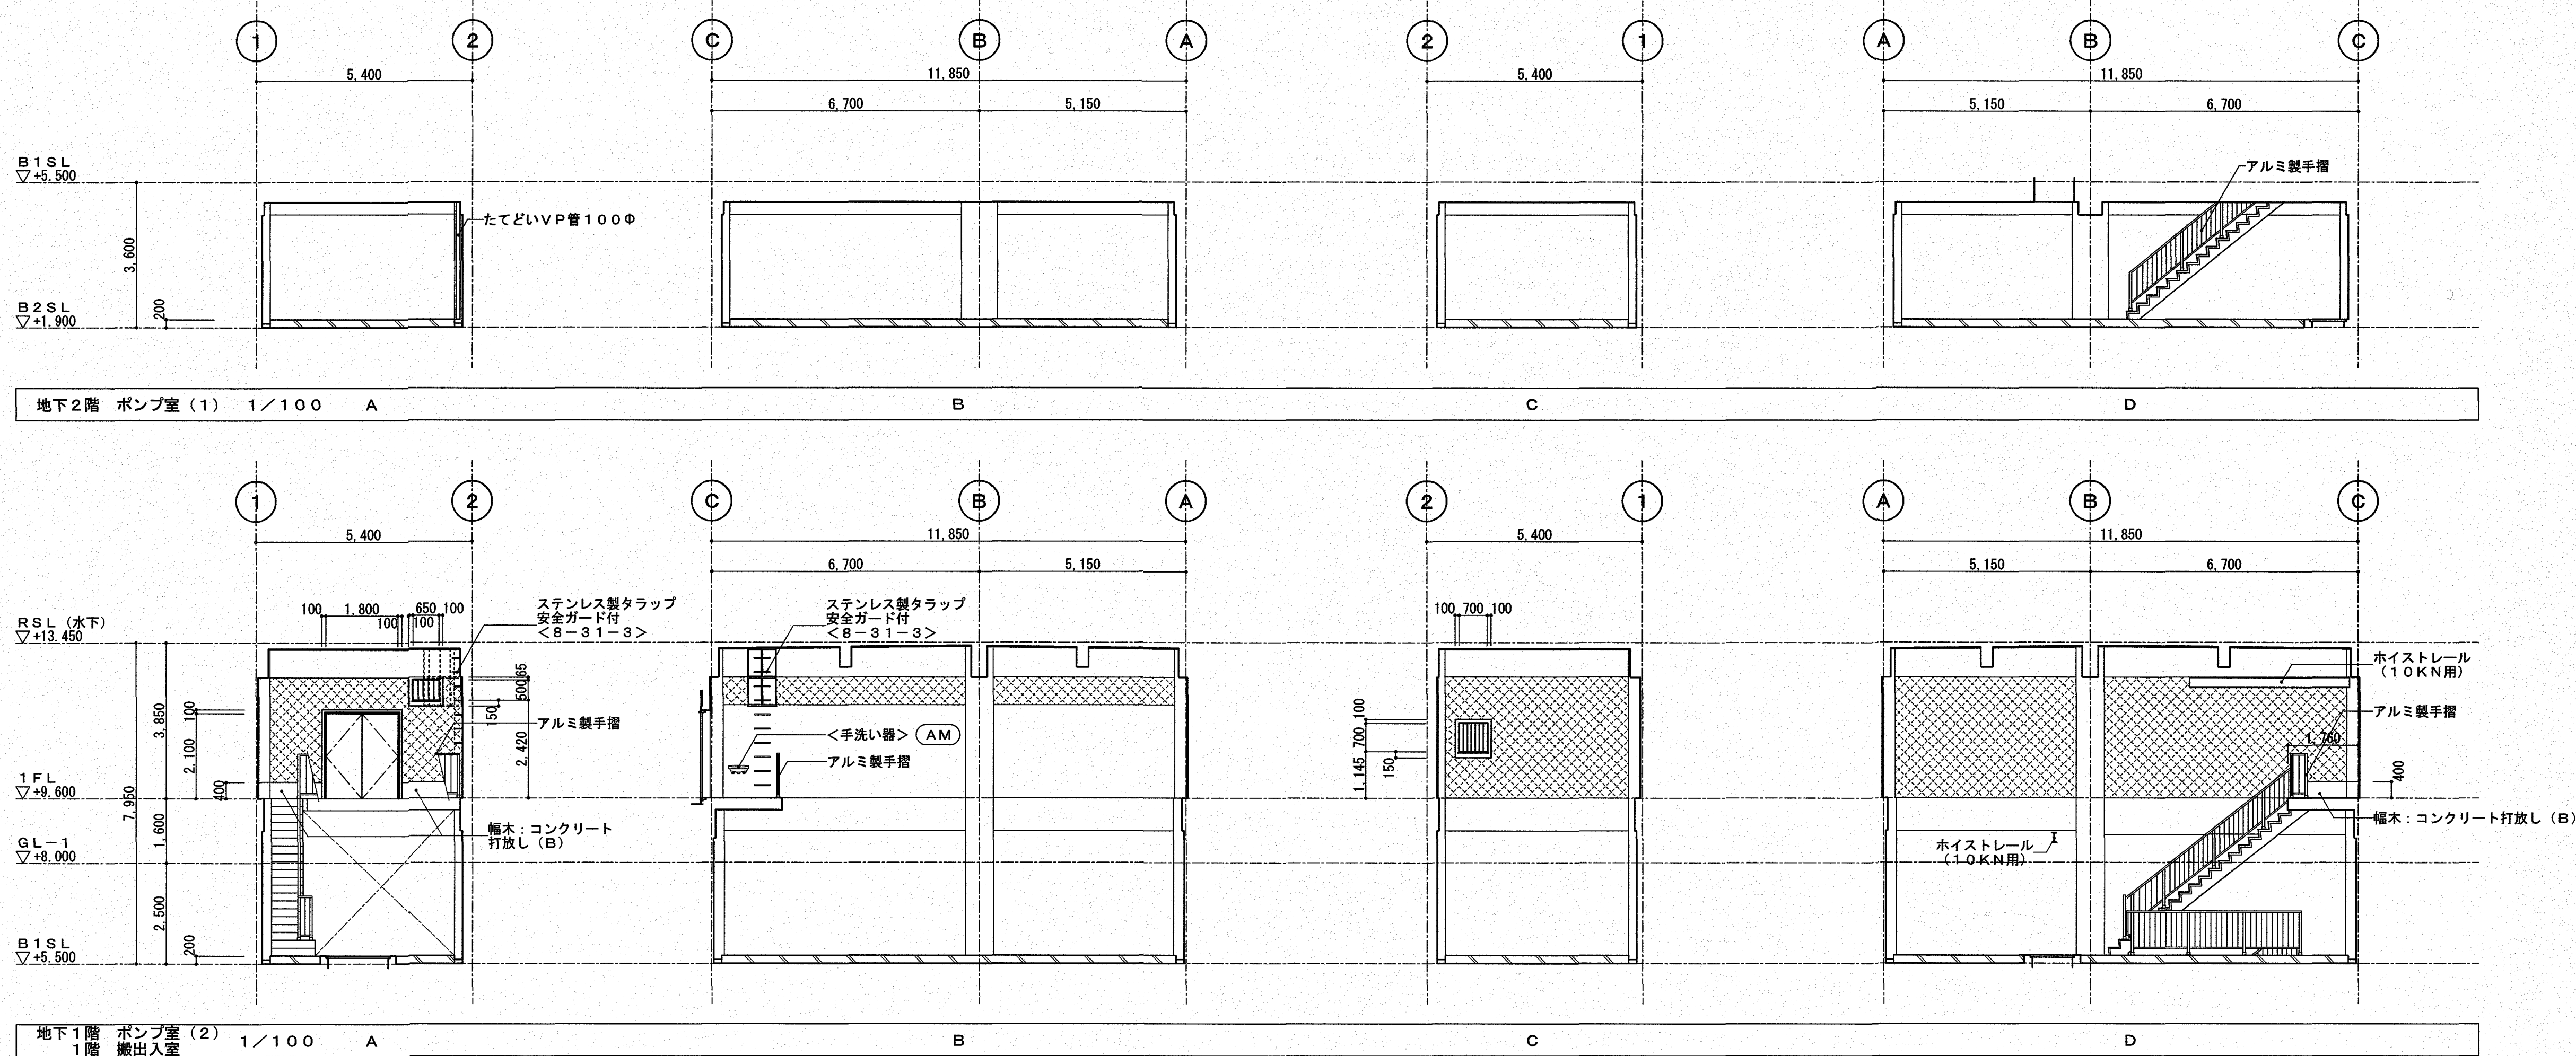 1 2 C B A 2 1 A B C
5,400 11,850 5,400 11,850
6,700 5,150 5,150 6,700
B1SL
▽+5.500
アルミ製手摺
たてどいVP管100Φ
3,600
B2SL
▽+1.900
200
地下2階 ポンプ室(1) 1/100 A B C D
1 2 C B A 2 1 A B C
5,400 11,850 5,400 11,850
6,700 5,150 5,150 6,700
RSL(水下)
▽+13.450
100 1,800 100
650 100
100
ステンレス製タラップ
安全ガード付
<8-31-3>
ステンレス製タラップ
安全ガード付
<8-31-3>
100 700 100
ホイストレール
(10KN用)
3,850
2,100 100
400
65
500
150
2,420
アルミ製手摺
<手洗い器> AM
アルミ製手摺
1,145 700 100
150
アルミ製手摺
1,760
400
1FL
▽+9.600
7,950
1,600
幅木:コンクリート
打放し(B)
幅木:コンクリート打放し(B)
ホイストレール
(10KN用)
GL-1
▽+8.000
2,500
B1SL
▽+5.500
200
地下1階 ポンプ室(2)
1階 搬出入室
1/100 A B C D